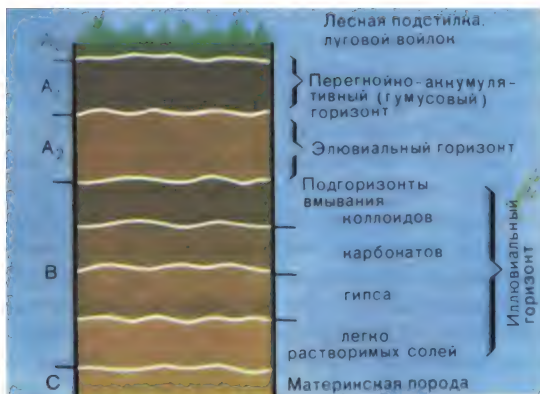 Лесная подстилка,
луговой войлок
A₁
Перегнойно-аккумуля-
тивный (гумусовый)
горизонт
A₂
Элювиальный горизонт
Подгоризонты
вмывания
коллоидов
B
карбонатов
гипса
легко
растворимых солей
Иллювиальный
горизонт
C
Материнская порода